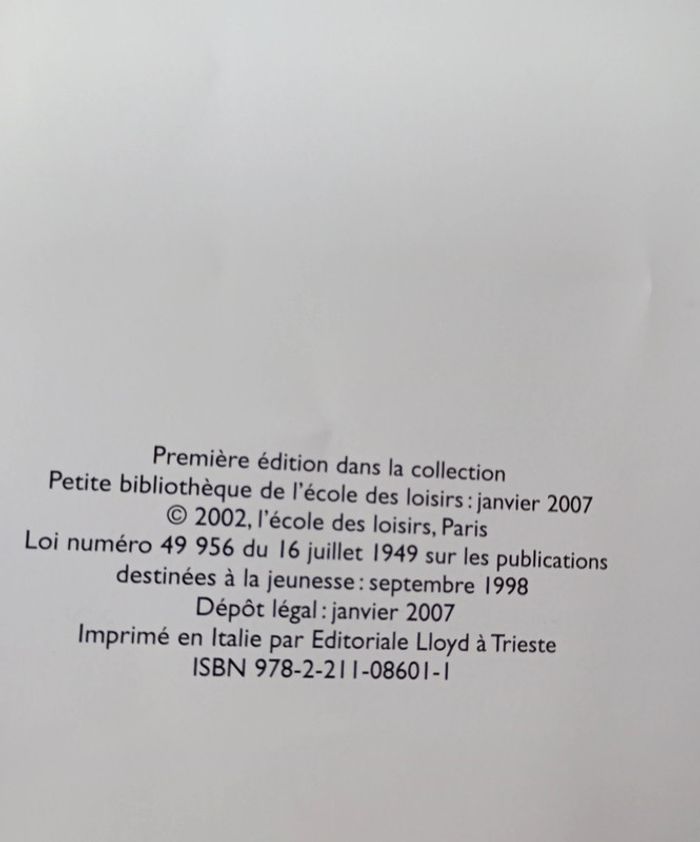 Première édition dans la collection
Petite bibliothèque de l'école des loisirs : janvier 2007
© 2002, l'école des loisirs, Paris
Loi numéro 49 956 du 16 juillet 1949 sur les publications
destinées à la jeunesse : septembre 1998
Dépôt légal : janvier 2007
Imprimé en Italie par Editoriale Lloyd à Trieste
ISBN 978-2-211-08601-1